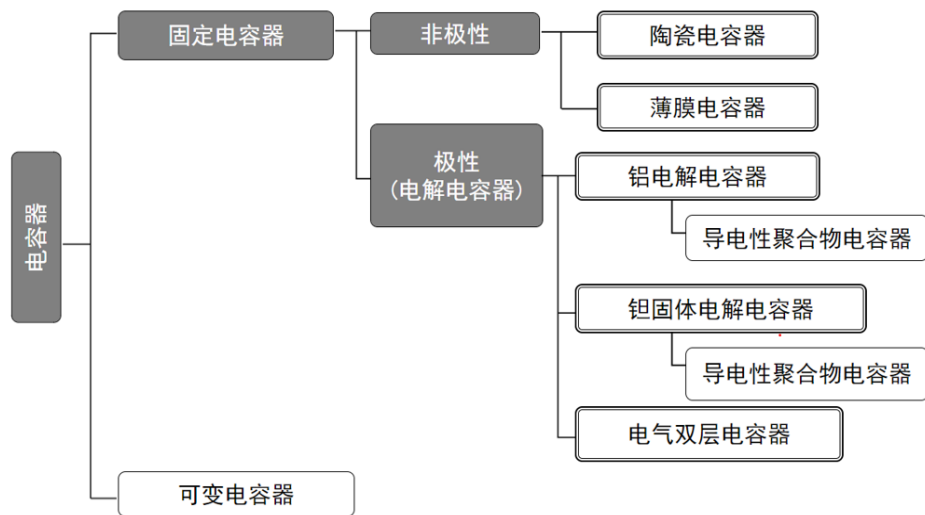 电容器
固定电容器
非极性
陶瓷电容器
薄膜电容器
极性
(电解电容器)
铝电解电容器
导电性聚合物电容器
钽固体电解电容器
导电性聚合物电容器
电气双层电容器
可变电容器